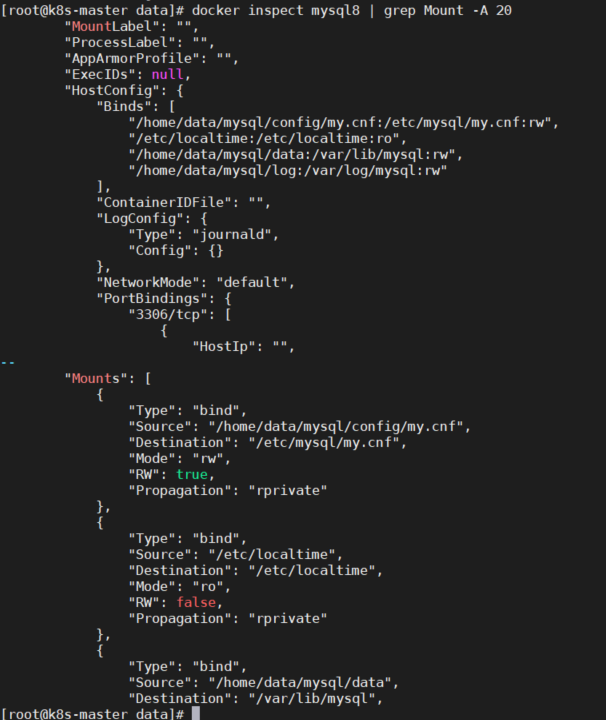 [root@k8s-master data]# docker inspect mysql8 | grep Mount -A 20
"MountLabel": "",
"ProcessLabel": "",
"AppArmorProfile": "",
"ExecIDs": null,
"HostConfig": {
"Binds": [
"/home/data/mysql/config/my.cnf:/etc/mysql/my.cnf:rw",
"/etc/localtime:/etc/localtime:ro",
"/home/data/mysql/data:/var/lib/mysql:rw",
"/home/data/mysql/log:/var/log/mysql:rw"
],
"ContainerIDFile": "",
"LogConfig": {
"Type": "journald",
"Config": {}
},
"NetworkMode": "default",
"PortBindings": {
"3306/tcp": [
{
"HostIp": "",
--
"Mounts": [
{
"Type": "bind",
"Source": "/home/data/mysql/config/my.cnf",
"Destination": "/etc/mysql/my.cnf",
"Mode": "rw",
"RW": true,
"Propagation": "rprivate"
},
{
"Type": "bind",
"Source": "/etc/localtime",
"Destination": "/etc/localtime",
"Mode": "ro",
"RW": false,
"Propagation": "rprivate"
},
{
"Type": "bind",
"Source": "/home/data/mysql/data",
"Destination": "/var/lib/mysql",
[root@k8s-master data]#